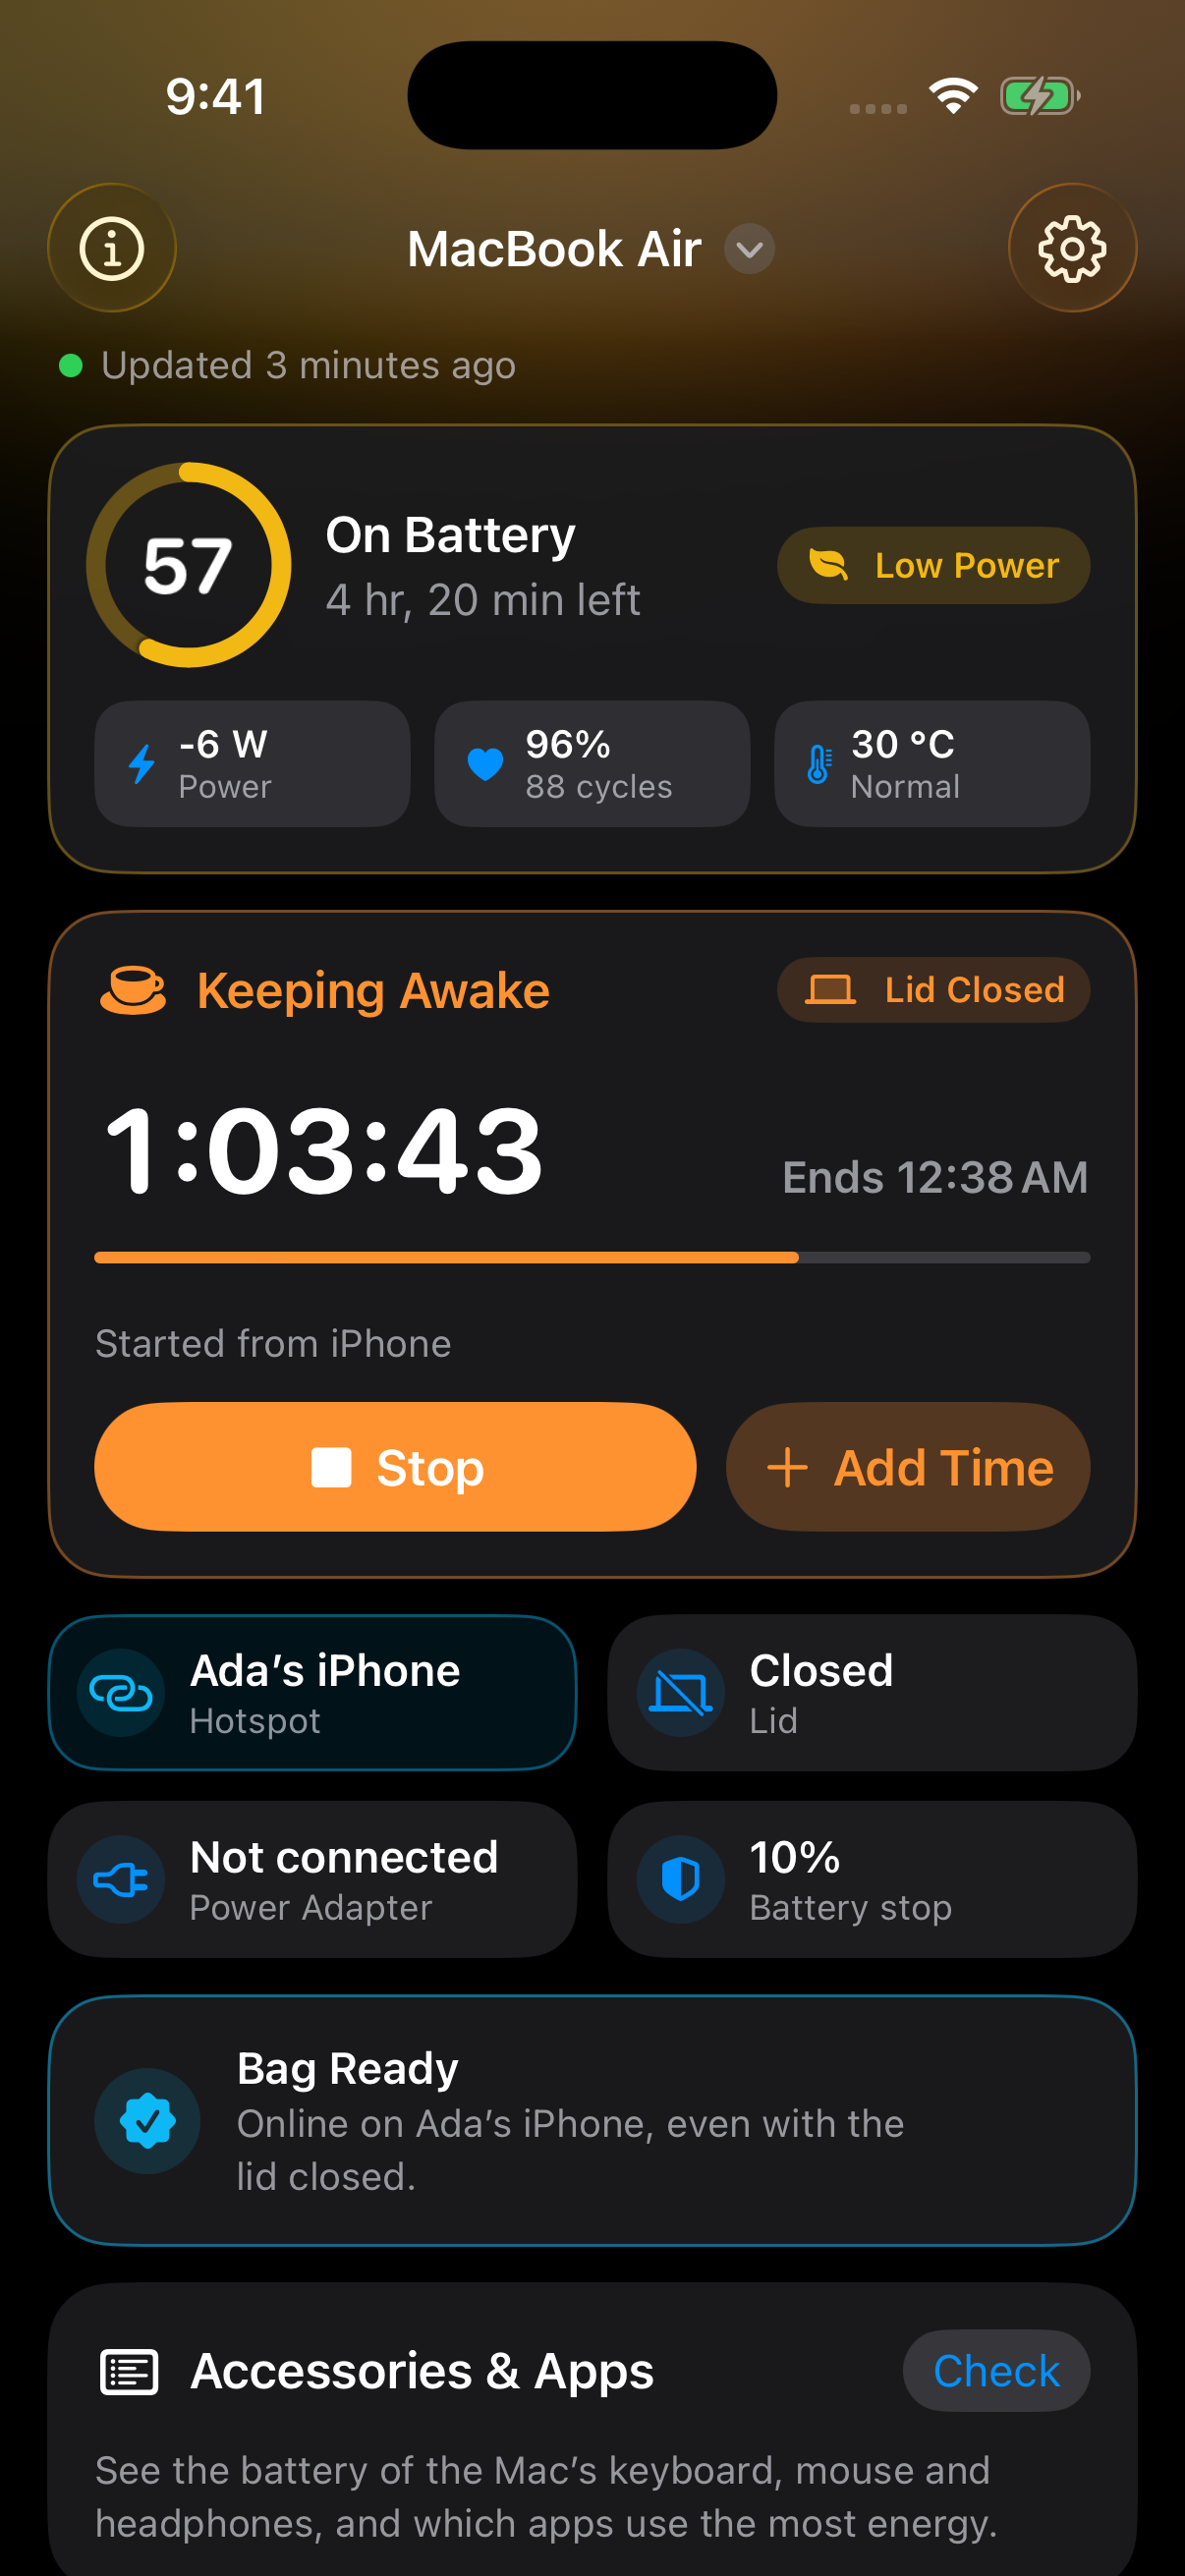 9:41
MacBook Air
Updated 3 minutes ago
57
On Battery
4 hr, 20 min left
Low Power
-6 W
Power
96%
88 cycles
30 °C
Normal
Keeping Awake
Lid Closed
1:03:43
Ends 12:38 AM
Started from iPhone
Stop
Add Time
Ada’s iPhone
Hotspot
Closed
Lid
Not connected
Power Adapter
10%
Battery stop
Bag Ready
Online on Ada’s iPhone, even with the
lid closed.
Accessories & Apps
Check
See the battery of the Mac’s keyboard, mouse and
headphones, and which apps use the most energy.